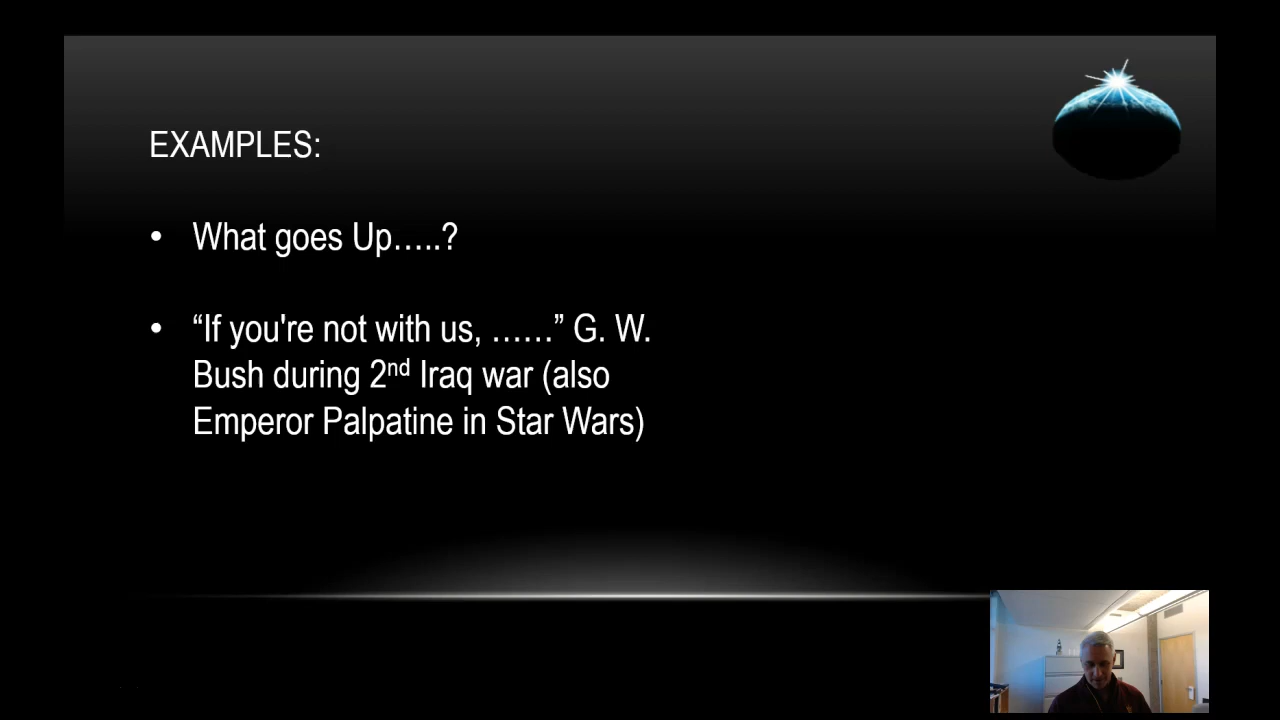 EXAMPLES:
• What goes Up…..?
• “If you're not with us, ……” G. W.
Bush during 2nd Iraq war (also
Emperor Palpatine in Star Wars)